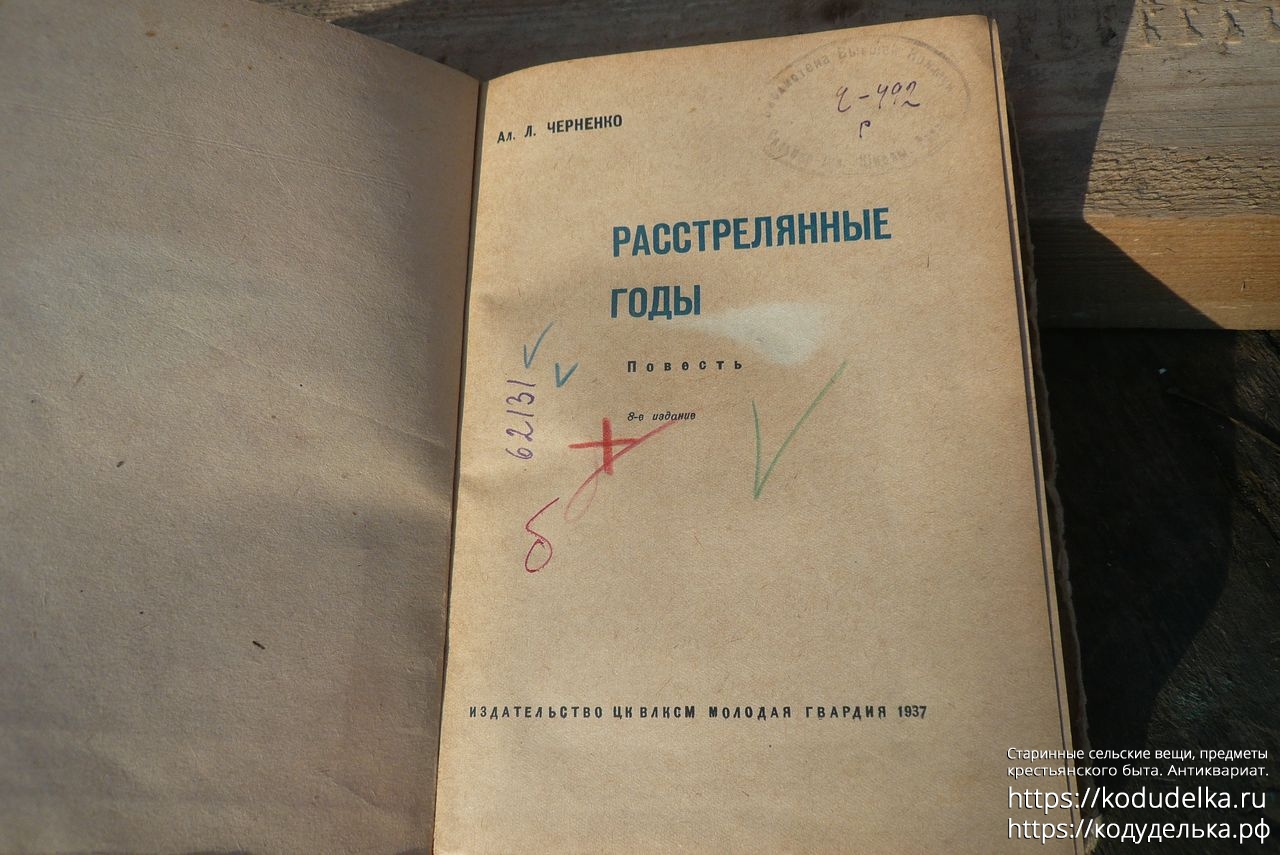 Ал. Л. ЧЕРНЕНКО
Ч-492
Р
РАССТРЕЛЯННЫЕ
ГОДЫ
Повесть
8-е издание
62131
б
ИЗДАТЕЛЬСТВО ЦК ВЛКСМ МОЛОДАЯ ГВАРДИЯ 1937
Старинные сельские вещи, предметы
крестьянского быта. Антиквариат.
https://kodudelka.ru
https://кодуделька.рф